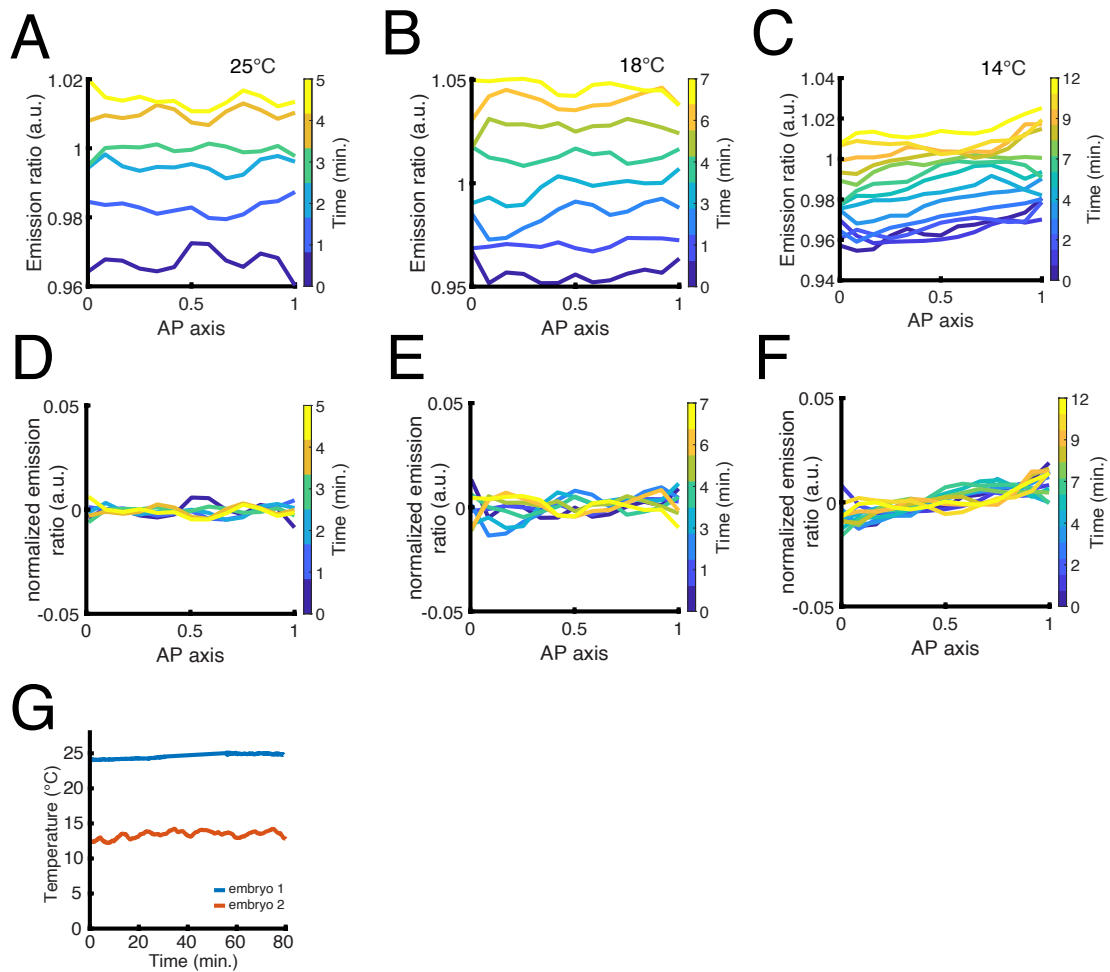 A
25°C
Emission ratio (a.u.)
1.02
1
0.98
0.96
0
0.5
1
AP axis
5
4
3
2
1
0
Time (min.)
B
18°C
Emission ratio (a.u.)
1.05
1
0.95
0
0.5
1
AP axis
7
6
4
3
1
0
Time (min.)
C
14°C
Emission ratio (a.u.)
1.04
1.02
1
0.98
0.96
0.94
0
0.5
1
AP axis
12
9
7
4
2
0
Time (min.)
D
normalized emission
ratio (a.u.)
0.05
0
-0.05
0
0.5
1
AP axis
5
4
3
2
1
0
Time (min.)
E
normalized emission
ratio (a.u.)
0.05
0
-0.05
0
0.5
1
AP axis
7
6
4
3
1
0
Time (min.)
F
normalized emission
ratio (a.u.)
0.05
0
-0.05
0
0.5
1
AP axis
12
9
7
4
2
0
Time (min.)
G
Temperature (°C)
25
20
15
10
5
0
0
20
40
60
80
Time (min.)
embryo 1
embryo 2